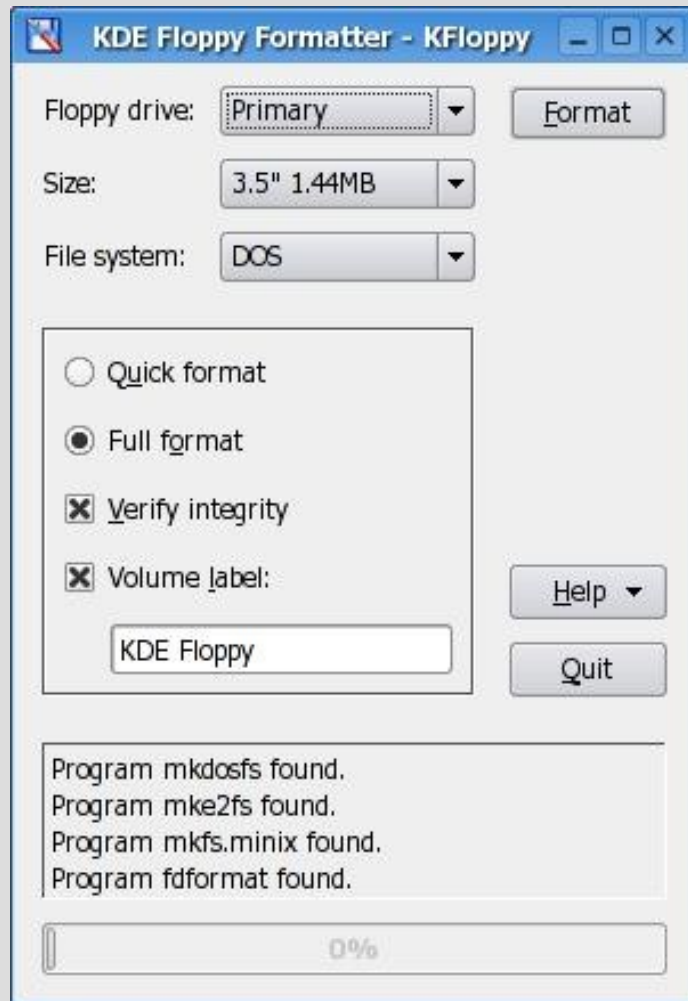 KDE Floppy Formatter - KFloppy
Floppy drive: Primary Format
Size: 3.5" 1.44MB
File system: DOS
Quick format
Full format
Verify integrity
Volume label:
Help
KDE Floppy
Quit
Program mkdosfs found.
Program mke2fs found.
Program mkfs.minix found.
Program fdformat found.
0%